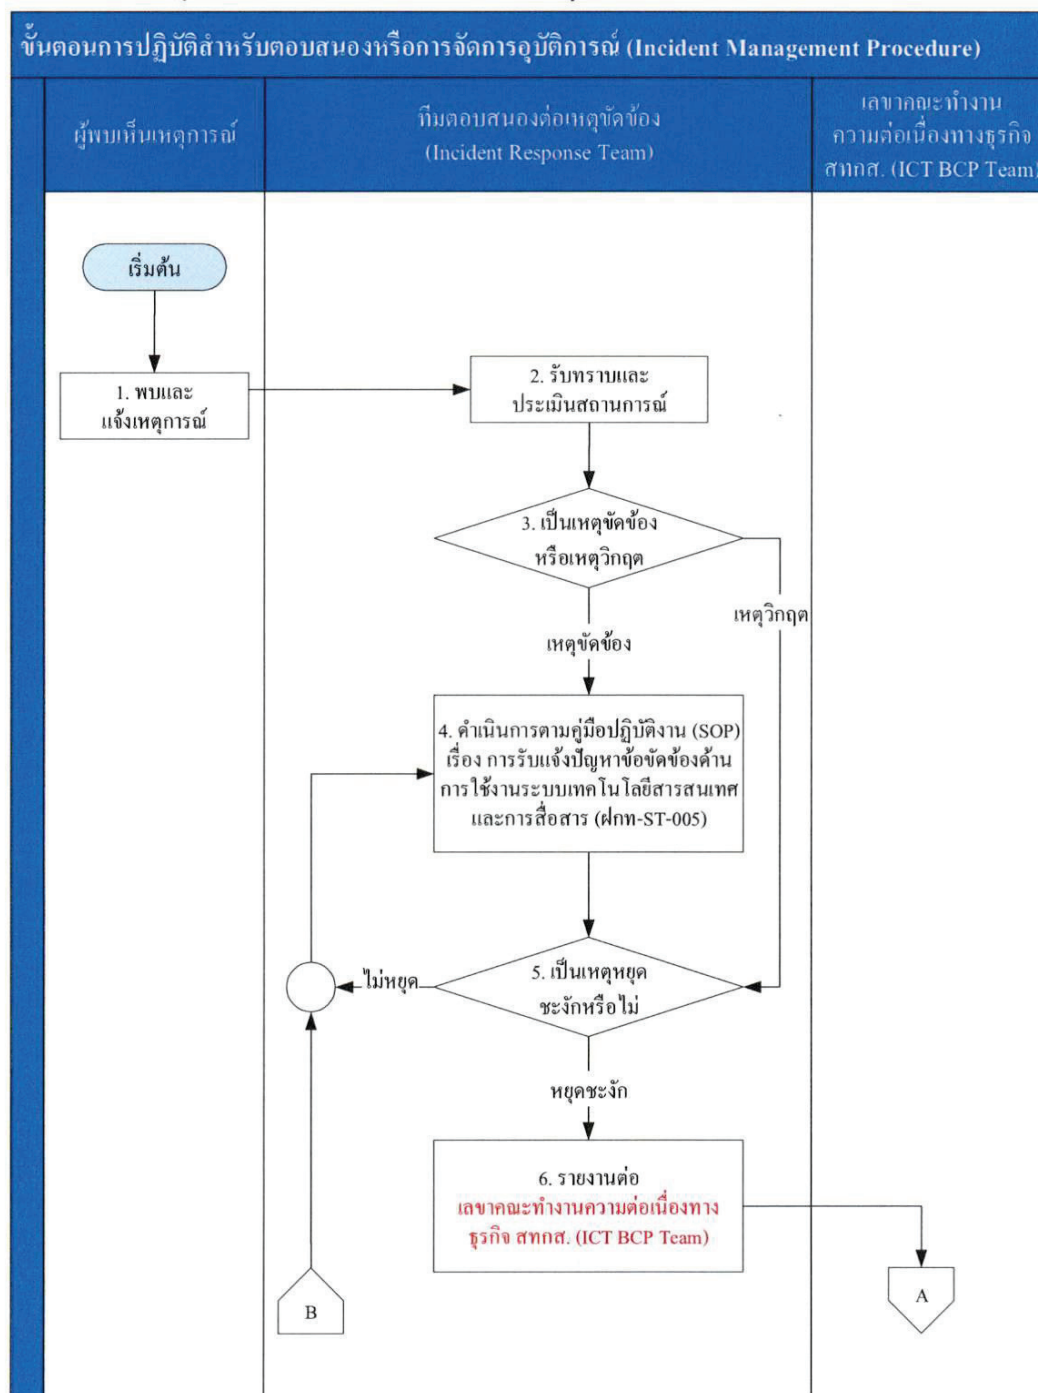 ขั้นตอนการปฏิบัติสำหรับตอบสนองหรือการจัดการอุบัติการณ์ (Incident Management Procedure)
ผู้พบเห็นเหตุการณ์
ทีมตอบสนองต่อเหตุขัดข้อง
(Incident Response Team)
เลขาคณะทำงาน
ความต่อเนื่องทางธุรกิจ
สทกส. (ICT BCP Team)
เริ่มต้น
1. พบและ
แจ้งเหตุการณ์
2. รับทราบและ
ประเมินสถานการณ์
3. เป็นเหตุขัดข้อง
หรือเหตุวิกฤต
เหตุวิกฤต
เหตุขัดข้อง
4. ดำเนินการตามคู่มือปฏิบัติงาน (SOP)
เรื่อง การรับแจ้งปัญหาข้อขัดข้องด้าน
การใช้งานระบบเทคโนโลยีสารสนเทศ
และการสื่อสาร (ฝกท-ST-005)
5. เป็นเหตุหยุด
ชะงักหรือไม่
ไม่หยุด
หยุดชะงัก
6. รายงานต่อ
เลขาคณะทำงานความต่อเนื่องทาง
ธุรกิจ สทกส. (ICT BCP Team)
B
A